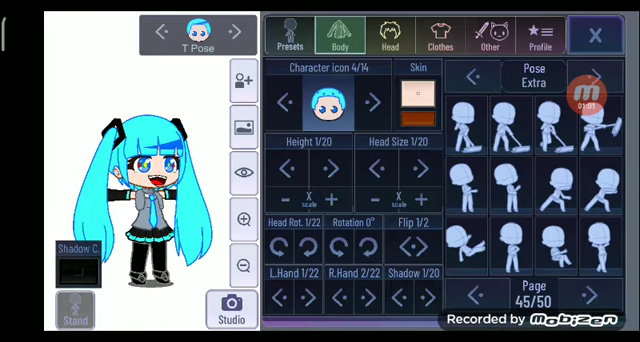 T Pose
Presets
Body
Head
Clothes
Other
Profile
X
Character icon 4/14
Skin
Pose
Extra
01:01
Height 1/20
Head Size 1/20
X
scale
X
scale
Head Rot. 1/22
Rotation 0°
Flip 1/2
L.Hand 1/22
R.Hand 2/22
Shadow 1/20
Shadow C.
Stand
Studio
Page
45/50
Recorded by Mobizen